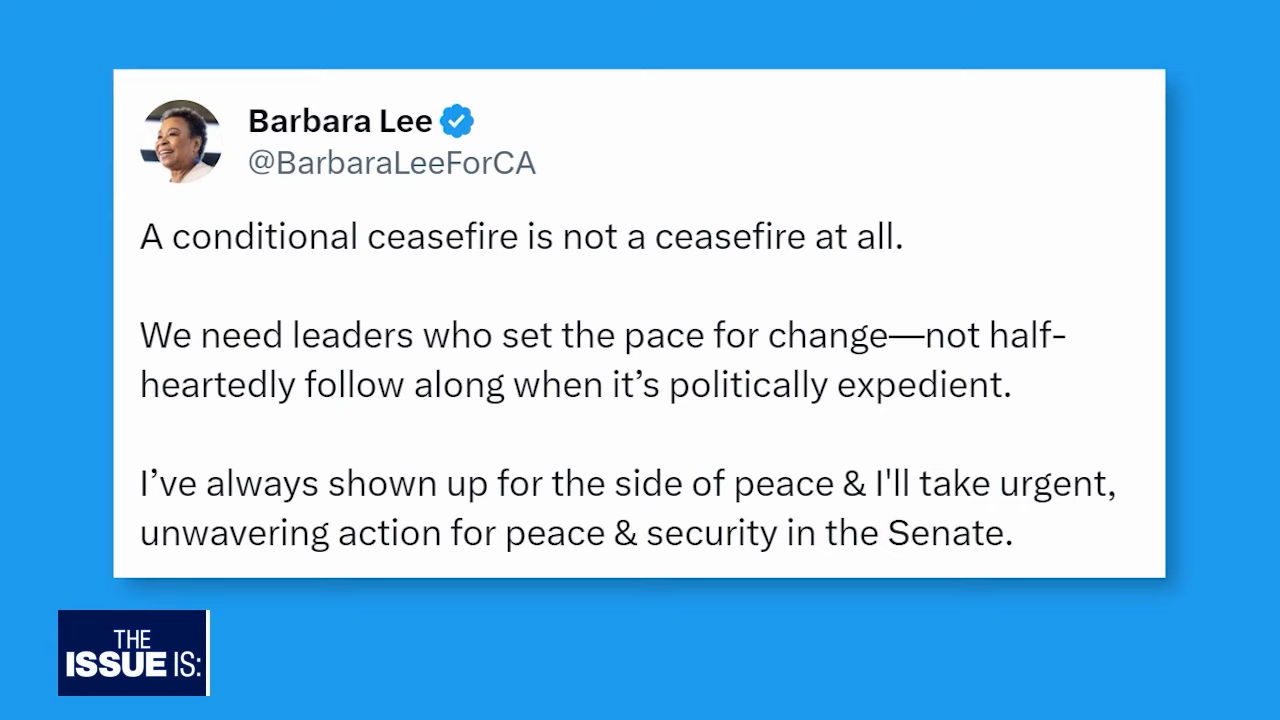 Barbara Lee
@BarbaraLeeForCA
A conditional ceasefire is not a ceasefire at all.
We need leaders who set the pace for change—not half-
heartedly follow along when it’s politically expedient.
I’ve always shown up for the side of peace & I'll take urgent,
unwavering action for peace & security in the Senate.
THE
ISSUE IS: